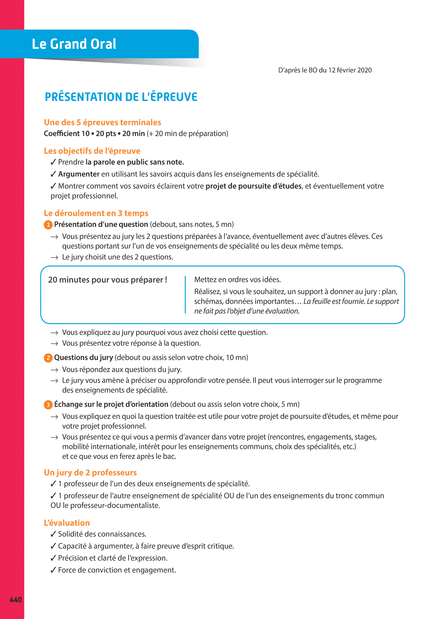 Le Grand Oral
D'après le BO du 12 février 2020
PRÉSENTATION DE L'ÉPREUVE
Une des 5 épreuves terminales
Coefficient 10 • 20 pts • 20 min (+ 20 min de préparation)
Les objectifs de l'épreuve
✓ Prendre la parole en public sans note.
✓ Argumenter en utilisant les savoirs acquis dans les enseignements de spécialité.
✓ Montrer comment vos savoirs éclairent votre projet de poursuite d'études, et éventuellement votre
projet professionnel.
Le déroulement en 3 temps
1 Présentation d'une question (debout, sans notes, 5 mn)
→ Vous présentez au jury les 2 questions préparées à l'avance, éventuellement avec d'autres élèves. Ces
questions portant sur l'un de vos enseignements de spécialité ou les deux même temps.
→ Le jury choisit une des 2 questions.
20 minutes pour vous préparer !
Mettez en ordres vos idées.
Réalisez, si vous le souhaitez, un support à donner au jury : plan,
schémas, données importantes… La feuille est fournie. Le support
ne fait pas l'objet d'une évaluation.
→ Vous expliquez au jury pourquoi vous avez choisi cette question.
→ Vous présentez votre réponse à la question.
2 Questions du jury (debout ou assis selon votre choix, 10 mn)
→ Vous répondez aux questions du jury.
→ Le jury vous amène à préciser ou approfondir votre pensée. Il peut vous interroger sur le programme
des enseignements de spécialité.
3 Échange sur le projet d'orientation (debout ou assis selon votre choix, 5 mn)
→ Vous expliquez en quoi la question traitée est utile pour votre projet de poursuite d'études, et même pour
votre projet professionnel.
→ Vous présentez ce qui vous a permis d'avancer dans votre projet (rencontres, engagements, stages,
mobilité internationale, intérêt pour les enseignements communs, choix des spécialités, etc.)
et ce que vous en ferez après le bac.
Un jury de 2 professeurs
✓ 1 professeur de l'un des deux enseignements de spécialité.
✓ 1 professeur de l'autre enseignement de spécialité OU de l'un des enseignements du tronc commun
OU le professeur-documentaliste.
L'évaluation
✓ Solidité des connaissances.
✓ Capacité à argumenter, à faire preuve d'esprit critique.
✓ Précision et clarté de l'expression.
✓ Force de conviction et engagement.
440